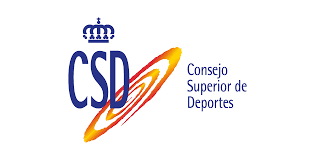 CSD
Consejo
Superior de
Deportes